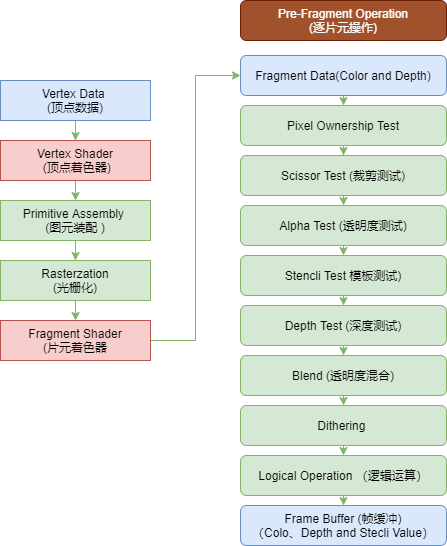 Vertex Data
(顶点数据)
Vertex Shader
(顶点着色器)
Primitive Assembly
(图元装配 )
Rasterzation
(光栅化)
Fragment Shader
(片元着色器
Pre-Fragment Operation
(逐片元操作)
Fragment Data(Color and Depth)
Pixel Ownership Test
Scissor Test (裁剪测试)
Alpha Test (透明度测试)
Stencli Test 模板测试)
Depth Test (深度测试)
Blend (透明度混合)
Dithering
Logical Operation （逻辑运算）
Frame Buffer (帧缓冲)
（Colo、Depth and Stecli Value）